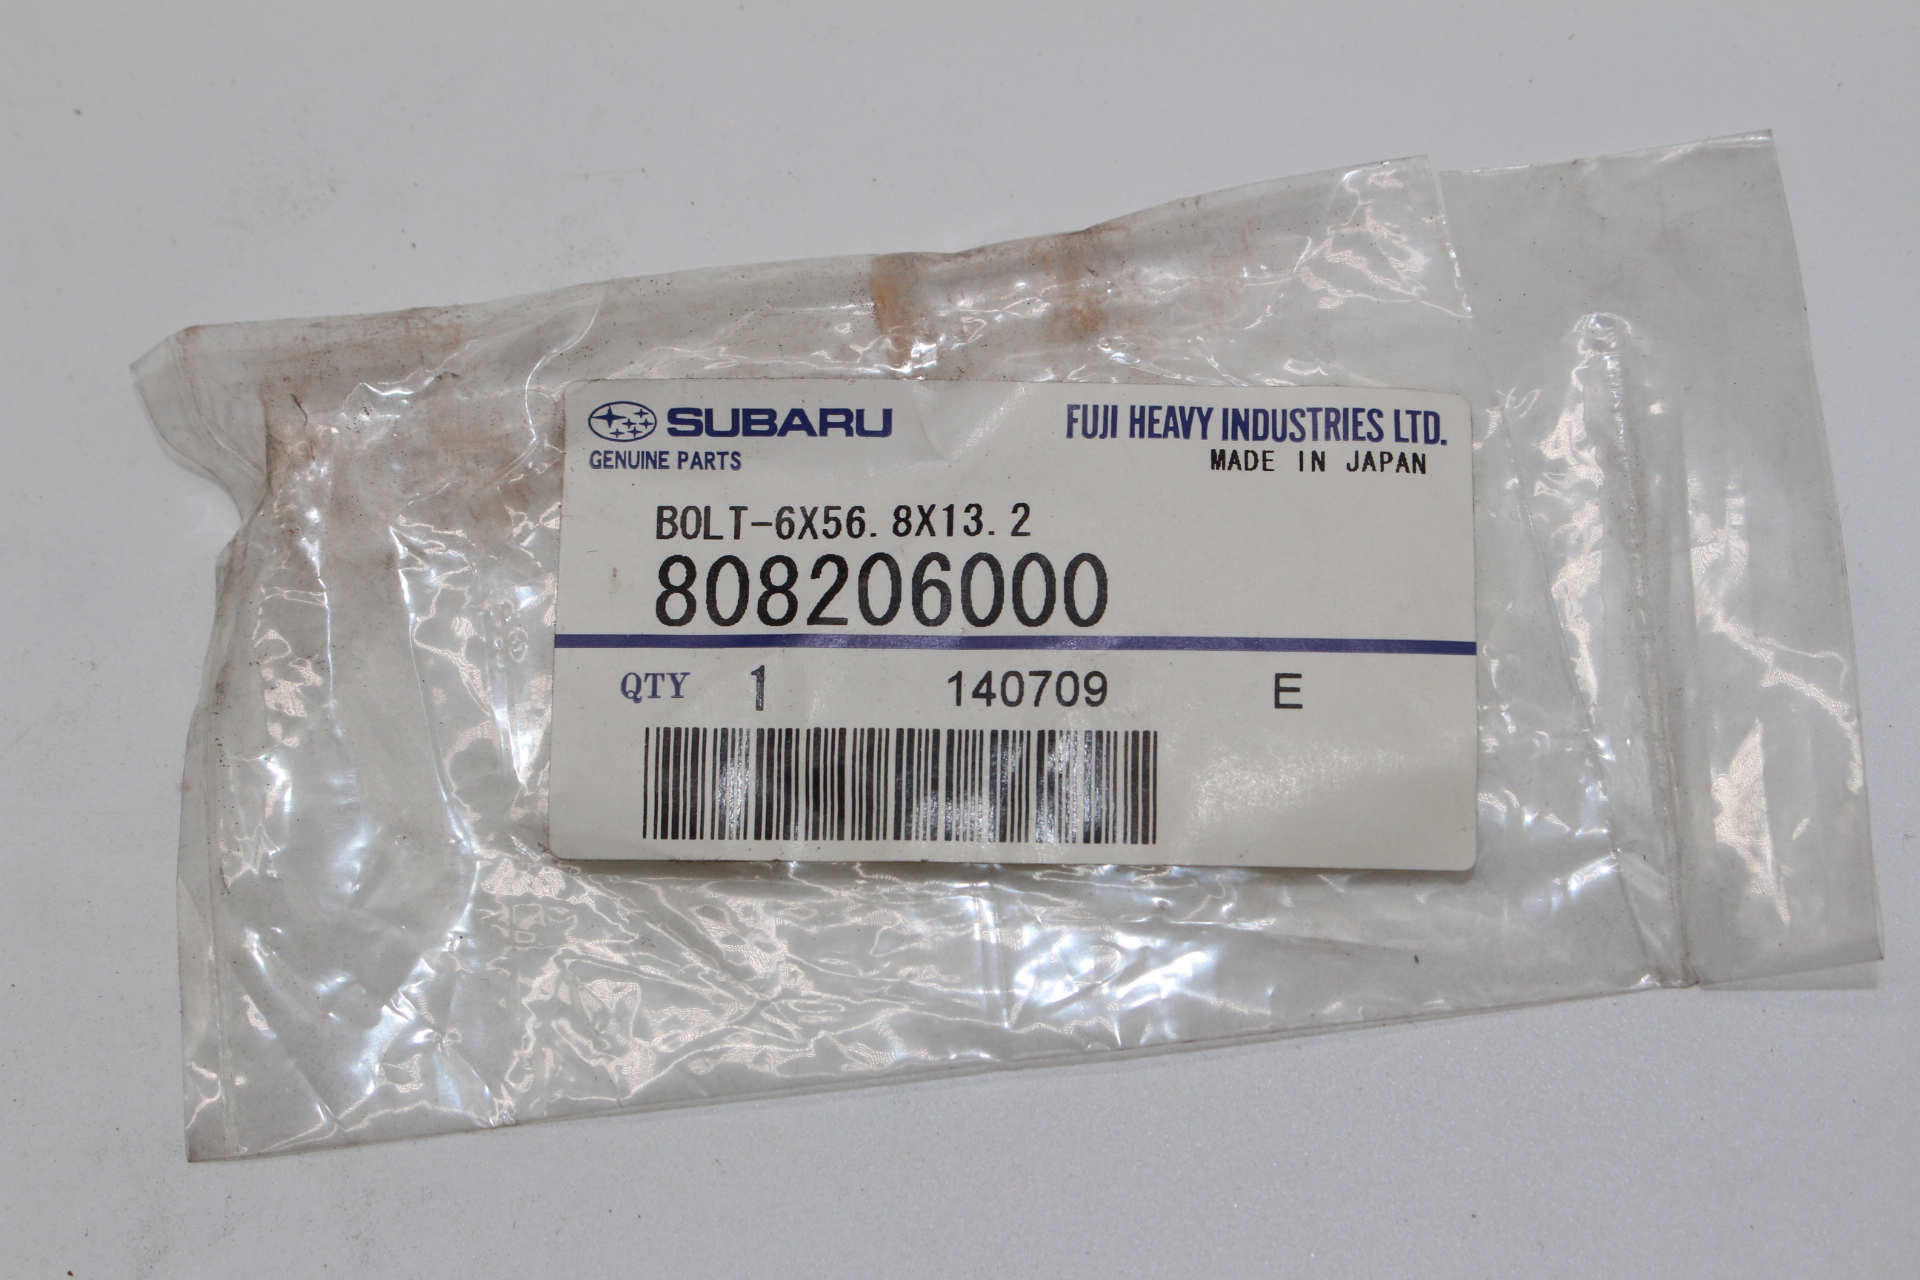 SUBARU FUJI HEAVY INDUSTRIES LTD.
GENUINE PARTS MADE IN JAPAN
BOLT-6X56.8X13.2
808206000
QTY 1 140709 E